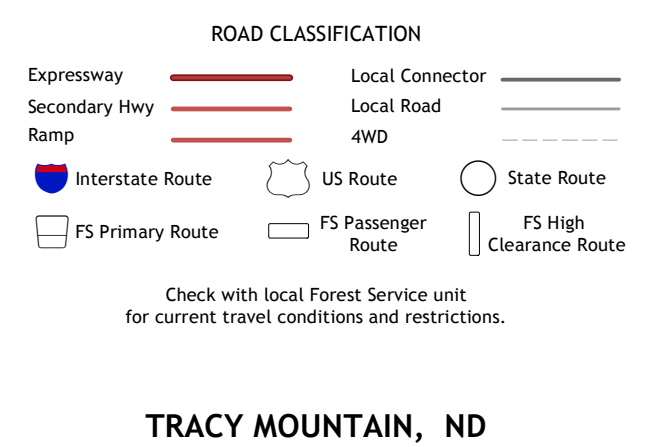 ROAD CLASSIFICATION
Expressway
Local Connector
Secondary Hwy
Local Road
Ramp
4WD
Interstate Route
US Route
State Route
FS Primary Route
FS Passenger
Route
FS High
Clearance Route
Check with local Forest Service unit
for current travel conditions and restrictions.
TRACY MOUNTAIN, ND